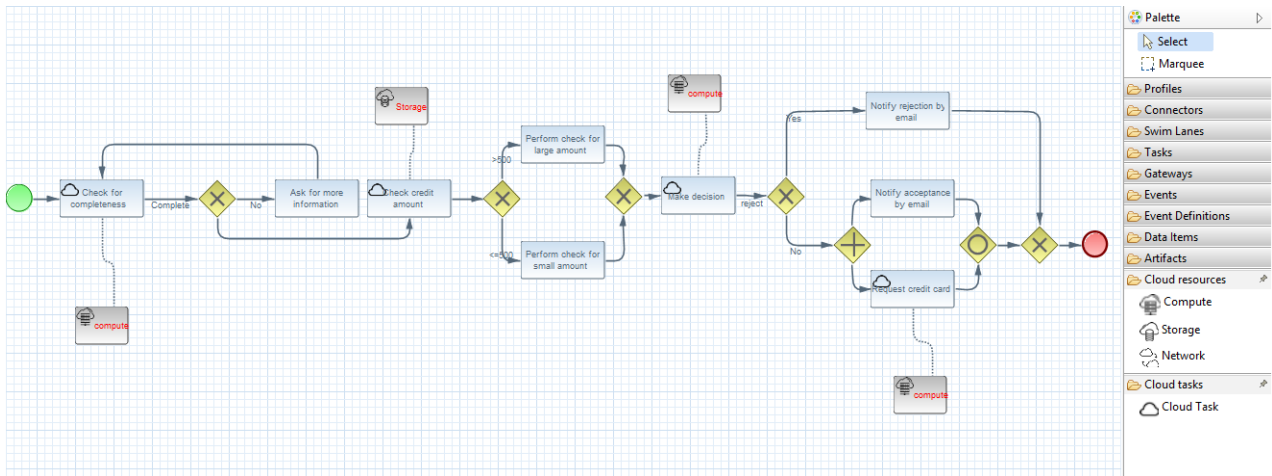 Storage
compute
Check for
completeness
Complete
No
Ask for more
information
Check credit
amount
>500
<=500
Perform check for
large amount
Perform check for
small amount
Make decision
reject
Yes
No
Notify rejection by
email
Notify acceptance
by email
Request credit card
compute
compute
Palette
Select
Marquee
Profiles
Connectors
Swim Lanes
Tasks
Gateways
Events
Event Definitions
Data Items
Artifacts
Cloud resources
Compute
Storage
Network
Cloud tasks
Cloud Task